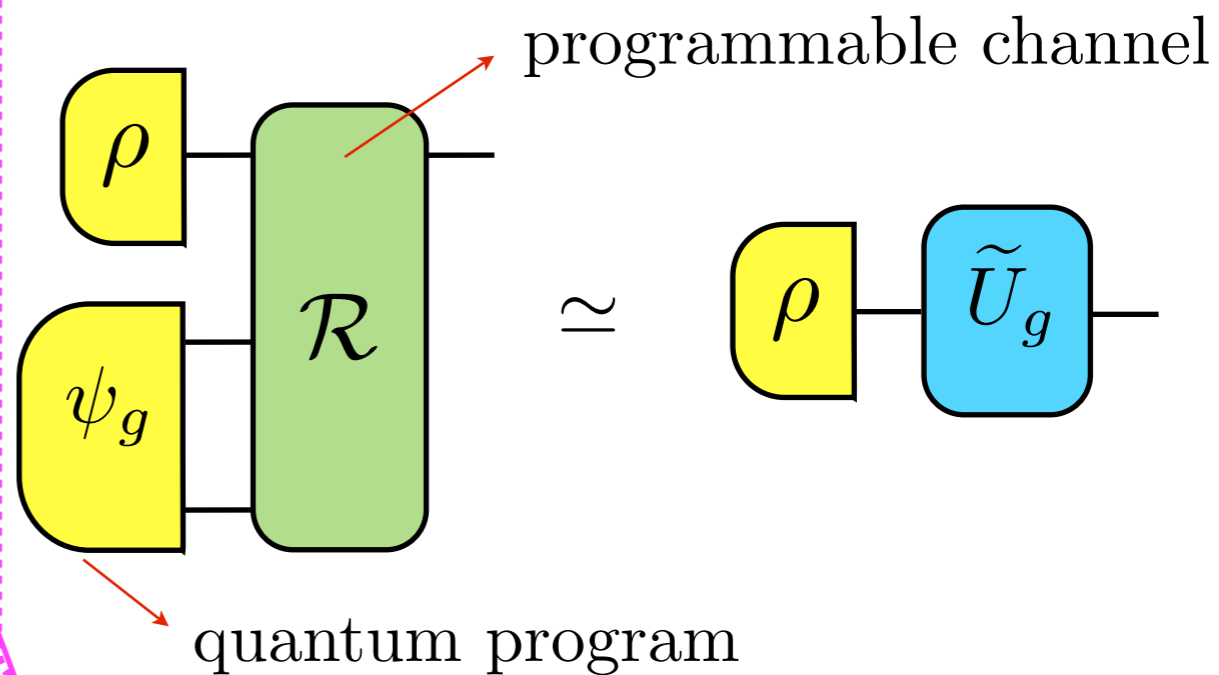 programmable channel
ρ
R
ψ_g
≃
ρ
Ũ_g
quantum program